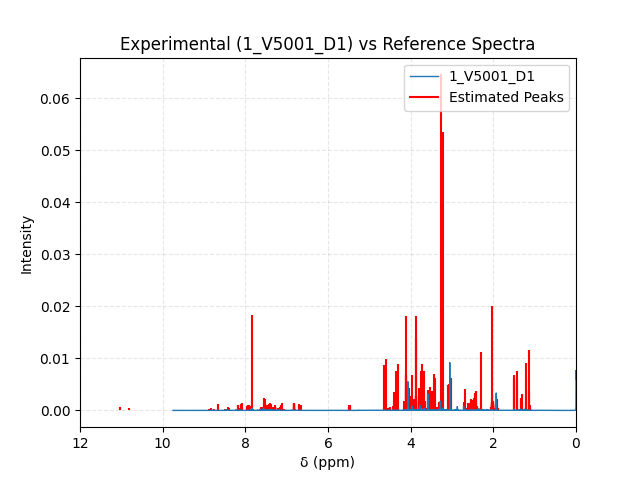 Experimental (1_V5001_D1) vs Reference Spectra
1_V5001_D1
Estimated Peaks
Intensity
0.06
0.05
0.04
0.03
0.02
0.01
0.00
12 10 8 6 4 2 0
δ (ppm)